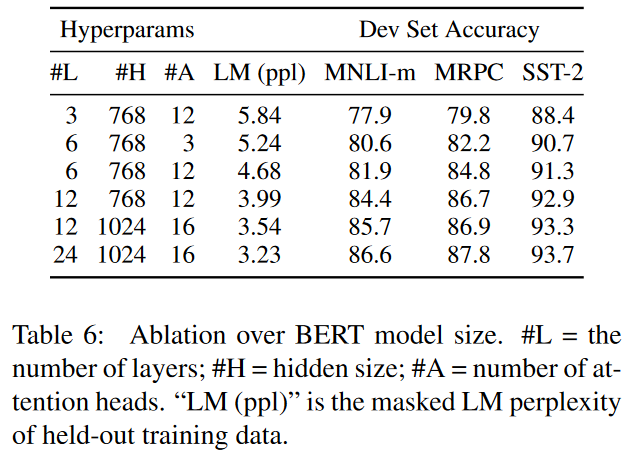 Hyperparams Dev Set Accuracy
#L #H #A LM (ppl) MNLI-m MRPC SST-2
3 768 12 5.84 77.9 79.8 88.4
6 768 3 5.24 80.6 82.2 90.7
6 768 12 4.68 81.9 84.8 91.3
12 768 12 3.99 84.4 86.7 92.9
12 1024 16 3.54 85.7 86.9 93.3
24 1024 16 3.23 86.6 87.8 93.7
Table 6: Ablation over BERT model size. #L = the
number of layers; #H = hidden size; #A = number of at-
tention heads. “LM (ppl)” is the masked LM perplexity
of held-out training data.